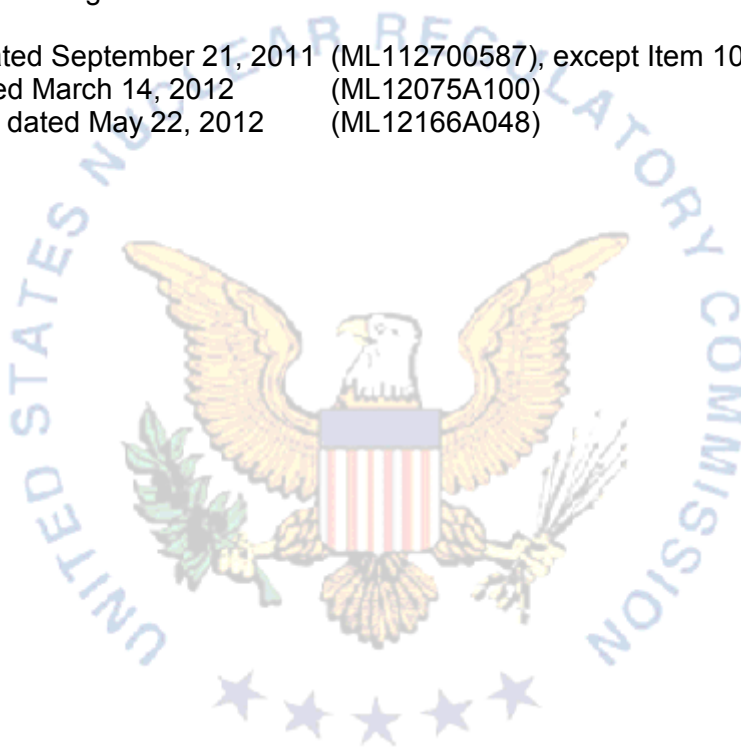 ated September 21, 2011 (ML112700587), except Item 10
ed March 14, 2012 (ML12075A100)
dated May 22, 2012 (ML12166A048)
UNITED STATES NUCLEAR REGULATORY COMMISSION